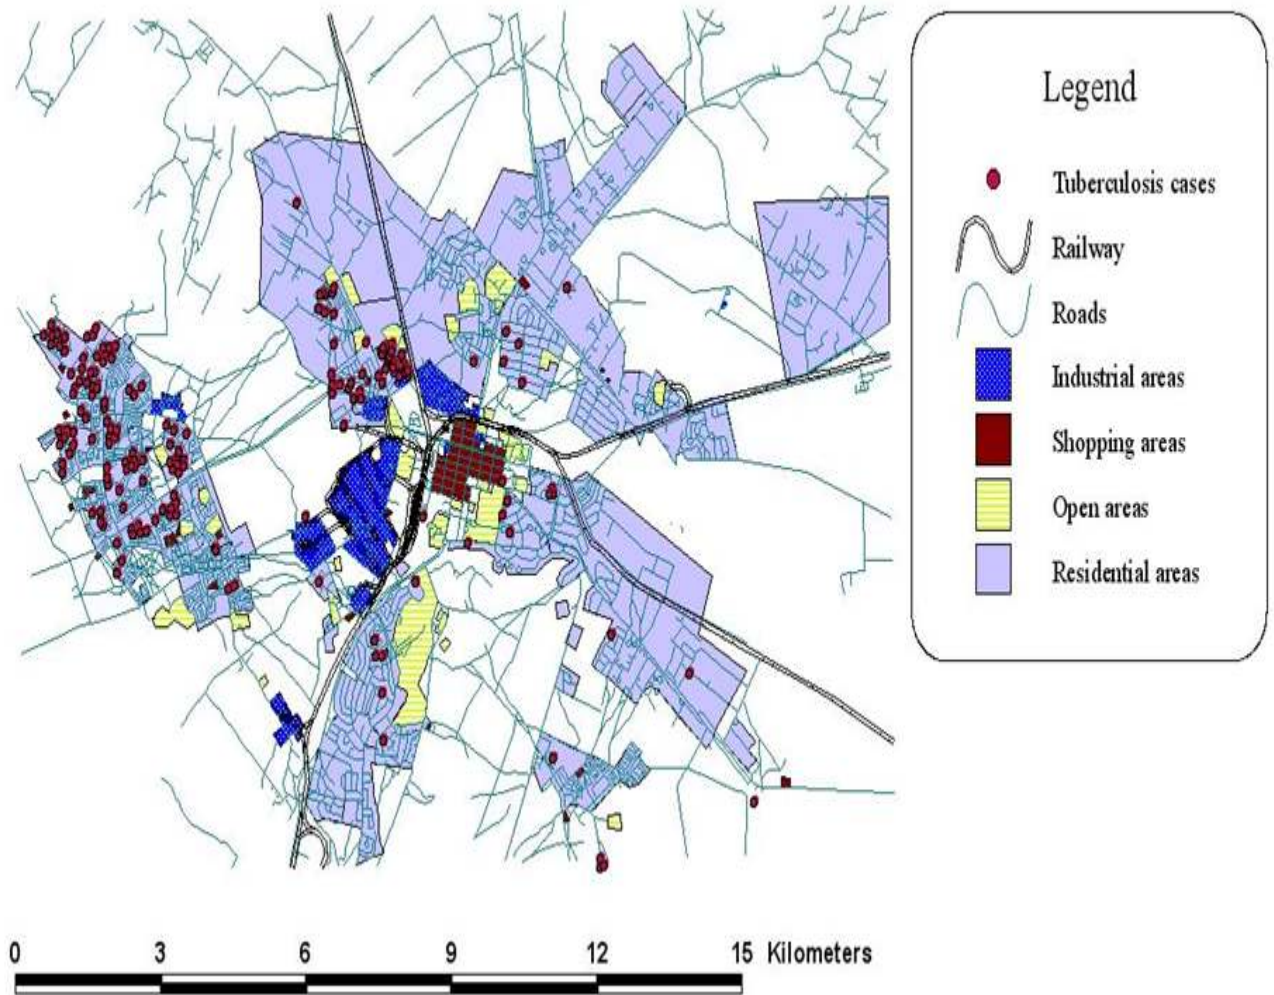 Legend
Tuberculosis cases
Railway
Roads
Industrial areas
Shopping areas
Open areas
Residential areas
0 3 6 9 12 15 Kilometers